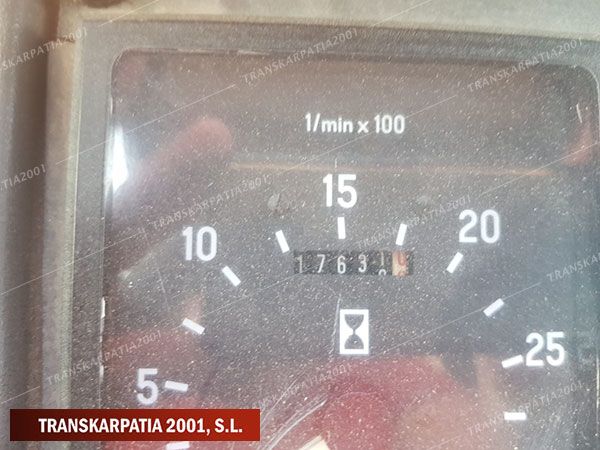 1/min x 100
15
10
20
1763
25
5
TRANSKARPATIA 2001, S.L.
TRANSKARPATIA2001